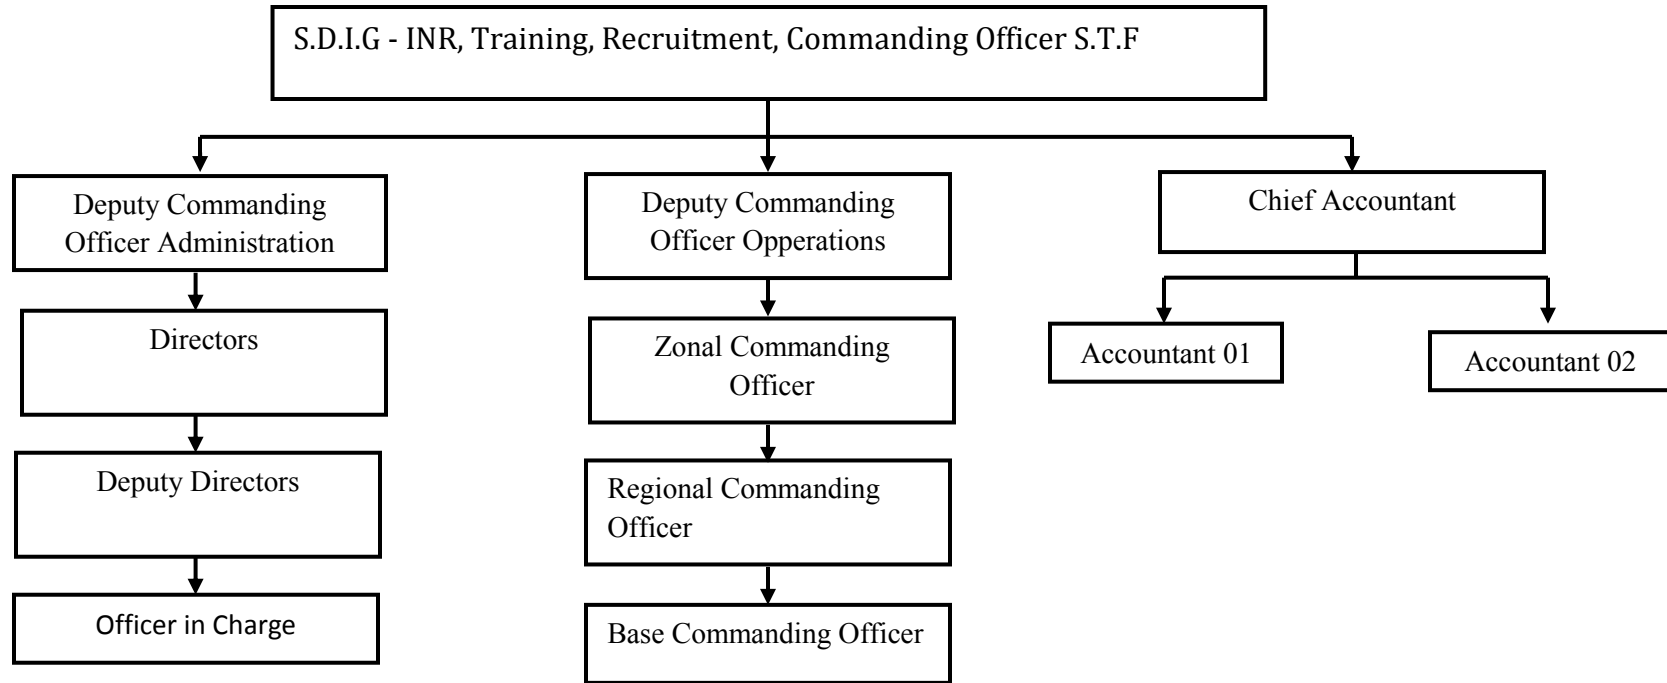 S.D.I.G - INR, Training, Recruitment, Commanding Officer S.T.F
Deputy Commanding
Officer Administration
Deputy Commanding
Officer Opperations
Chief Accountant
Directors
Zonal Commanding
Officer
Accountant 01
Accountant 02
Deputy Directors
Regional Commanding
Officer
Officer in Charge
Base Commanding Officer